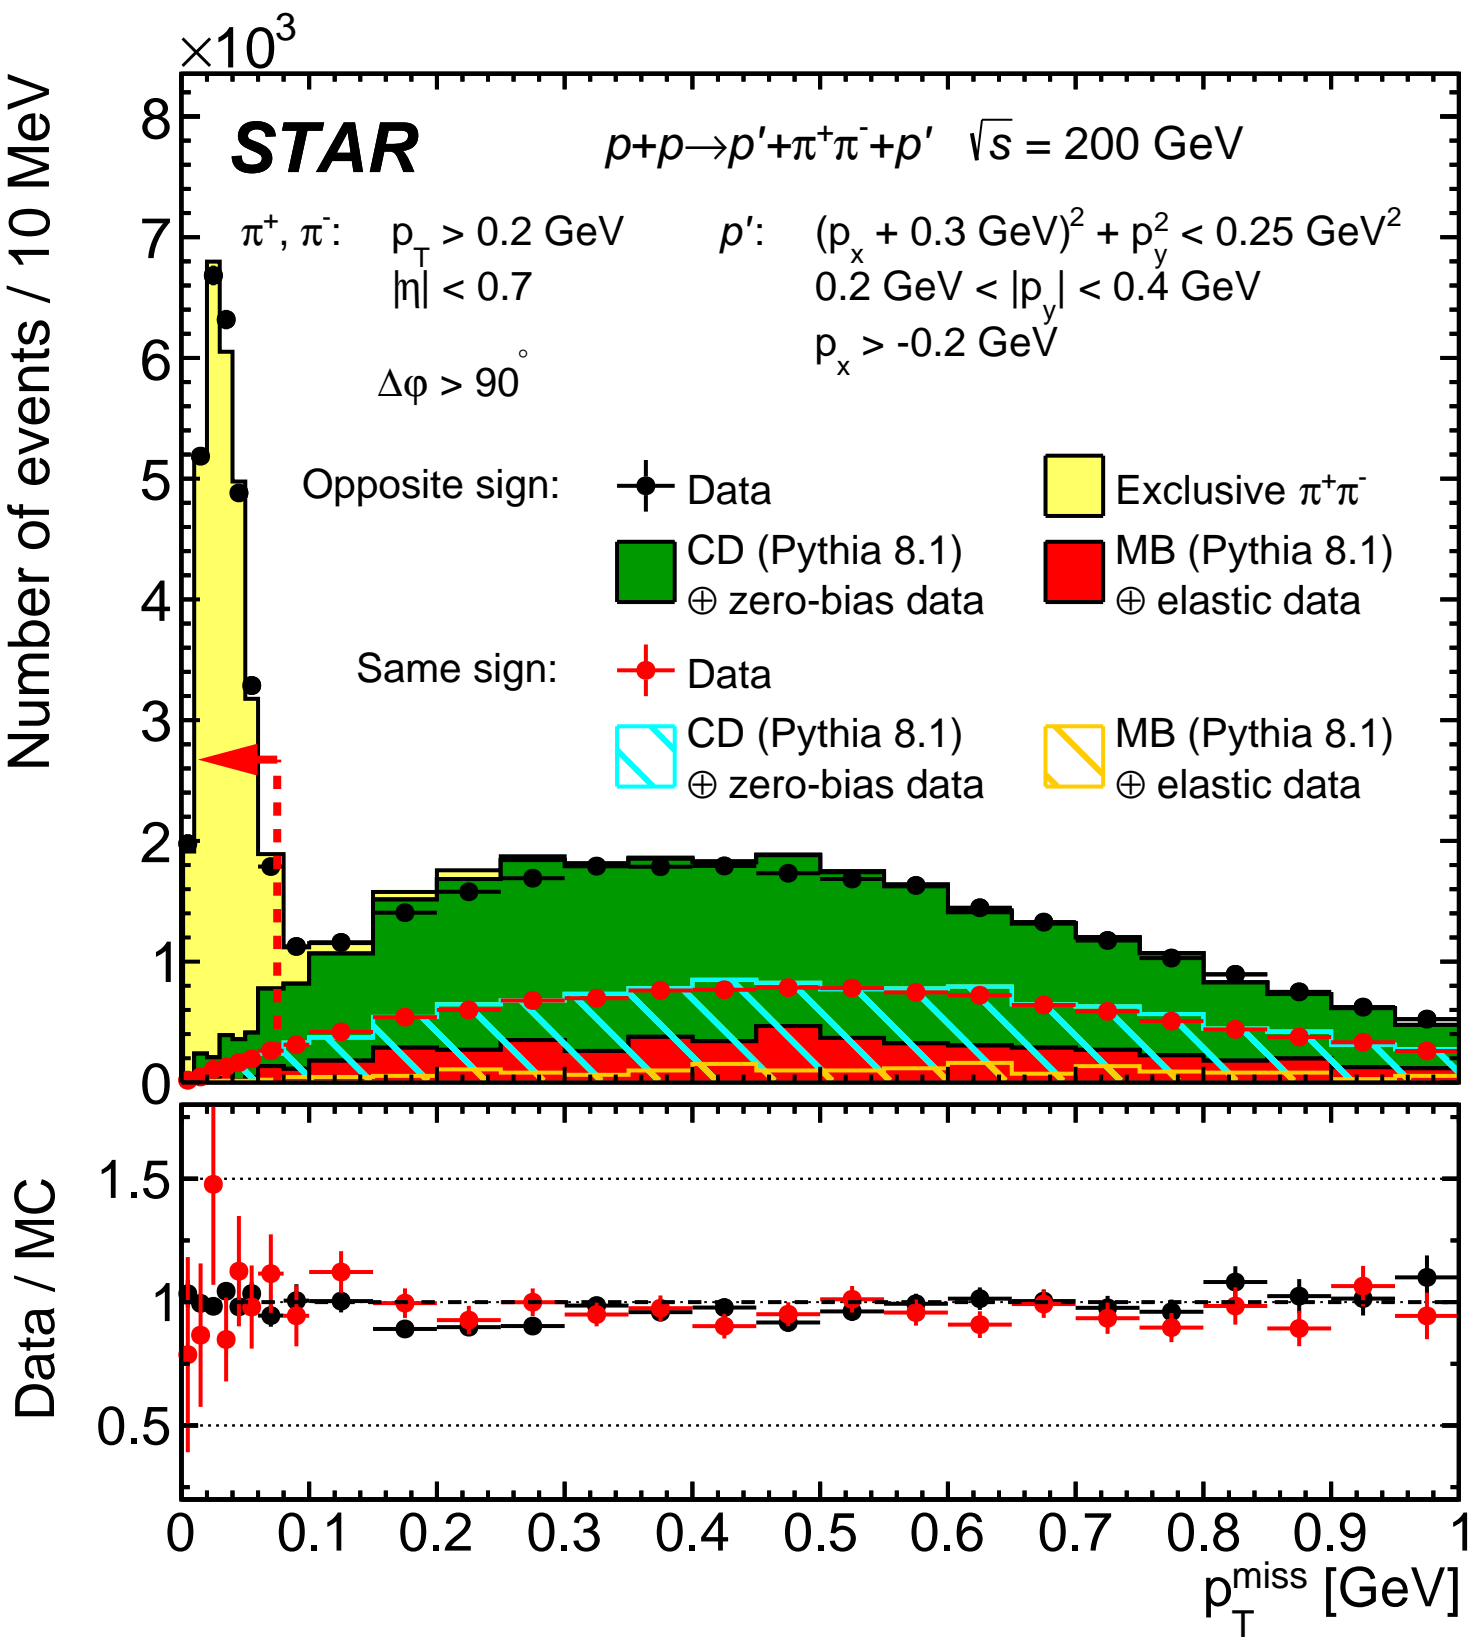 ×10³
Number of events / 10 MeV
8
7
6
5
4
3
2
1
0
STAR
p+p→p′+π⁺π⁻+p′ √s = 200 GeV
π⁺, π⁻: p_T > 0.2 GeV p′: (p_x + 0.3 GeV)² + p_y² < 0.25 GeV²
|η| < 0.7 0.2 GeV < |p_y| < 0.4 GeV
p_x > -0.2 GeV
Δφ > 90°
Opposite sign: Data Exclusive π⁺π⁻
CD (Pythia 8.1) MB (Pythia 8.1)
⊕ zero-bias data ⊕ elastic data
Same sign: Data
CD (Pythia 8.1) MB (Pythia 8.1)
⊕ zero-bias data ⊕ elastic data
Data / MC
1.5
1
0.5
0 0.1 0.2 0.3 0.4 0.5 0.6 0.7 0.8 0.9 1
p_T^miss [GeV]